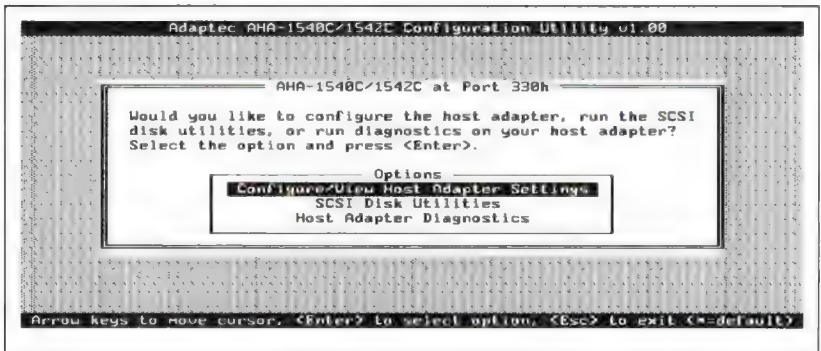 Adaptec AHA-1540C/1542C Configuration Utility v1.00
AHA-1540C/1542C at Port 330h
Would you like to configure the host adapter, run the SCSI
disk utilities, or run diagnostics on your host adapter?
Select the option and press <Enter>.
Options
Configure/View Host Adapter Settings
SCSI Disk Utilities
Host Adapter Diagnostics
Arrow keys to move cursor, <Enter> to select option, <Esc> to exit (*=default)